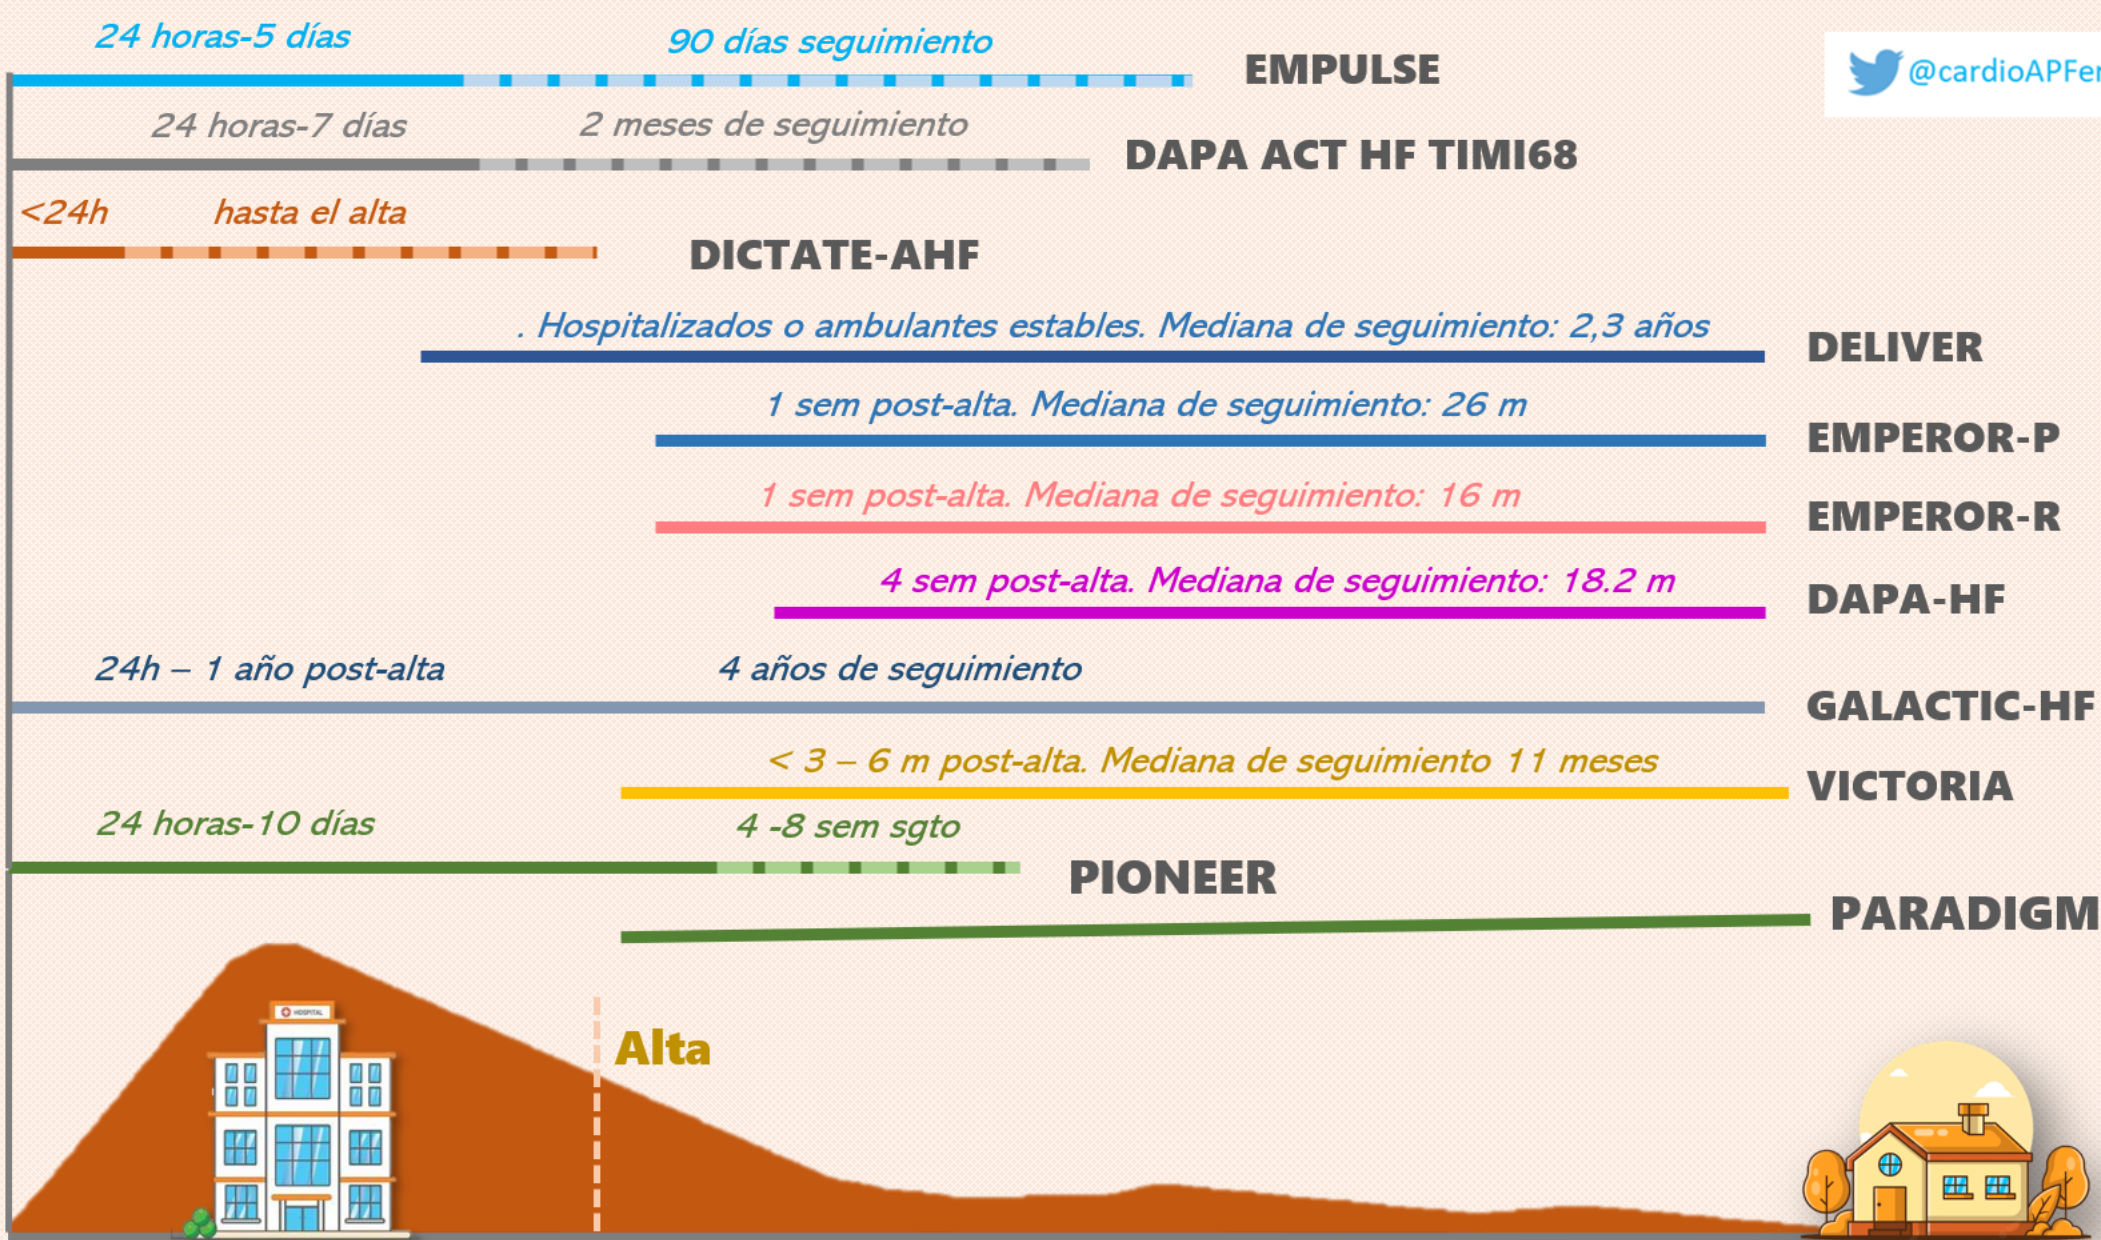 24 horas-5 días
90 días seguimiento
EMPULSE
@cardioAPFer
24 horas-7 días
2 meses de seguimiento
DAPA ACT HF TIMI68
<24h
hasta el alta
DICTATE-AHF
. Hospitalizados o ambulantes estables. Mediana de seguimiento: 2,3 años
DELIVER
1 sem post-alta. Mediana de seguimiento: 26 m
EMPEROR-P
1 sem post-alta. Mediana de seguimiento: 16 m
EMPEROR-R
4 sem post-alta. Mediana de seguimiento: 18.2 m
DAPA-HF
24h – 1 año post-alta
4 años de seguimiento
GALACTIC-HF
< 3 – 6 m post-alta. Mediana de seguimiento 11 meses
VICTORIA
24 horas-10 días
4 -8 sem sgto
PIONEER
PARADIGM
HOSPITAL
Alta